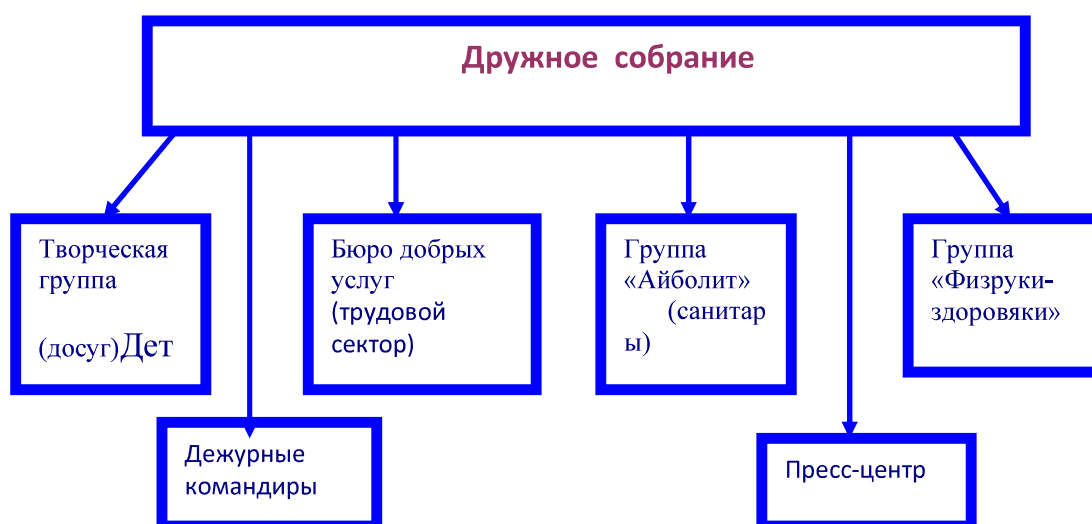 Дружное собрание
Творческая
группа
(досуг)Дет
Бюро добрых
услуг
(трудовой
сектор)
Группа
«Айболит»
(санитар
ы)
Группа
«Физруки-
здоровяки»
Дежурные
командиры
Пресс-центр